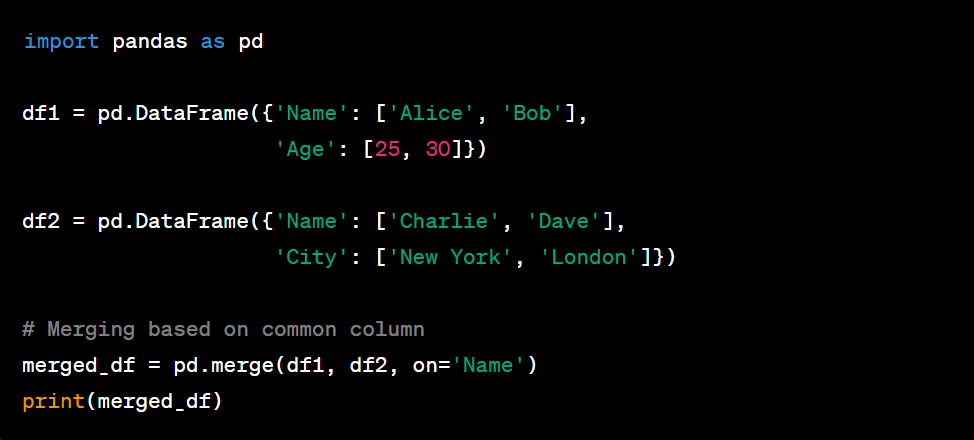 import pandas as pd
df1 = pd.DataFrame({'Name': ['Alice', 'Bob'],
'Age': [25, 30]})
df2 = pd.DataFrame({'Name': ['Charlie', 'Dave'],
'City': ['New York', 'London']})
# Merging based on common column
merged_df = pd.merge(df1, df2, on='Name')
print(merged_df)